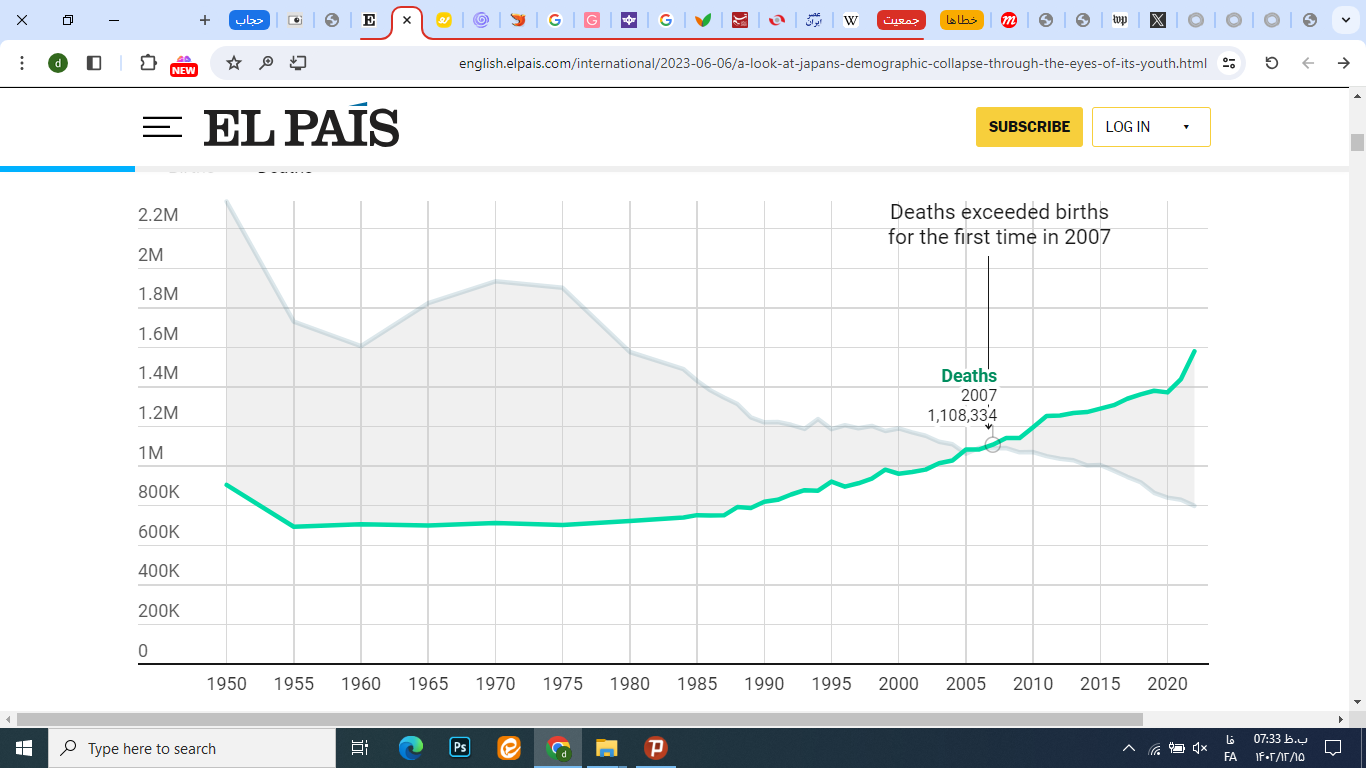 حجاب
جمعیت
خطاها
english.elpais.com/international/2023-06-06/a-look-at-japans-demographic-collapse-through-the-eyes-of-its-youth.html
NEW
EL PAÍS
SUBSCRIBE
LOG IN
2.2M
2M
1.8M
1.6M
1.4M
1.2M
1M
800K
600K
400K
200K
0
Deaths exceeded births
for the first time in 2007
Deaths
2007
1,108,334
1950 1955 1960 1965 1970 1975 1980 1985 1990 1995 2000 2005 2010 2015 2020
Type here to search
فا
FA
07:33 ب.ظ
۱۴۰۲/۱۲/۱۵